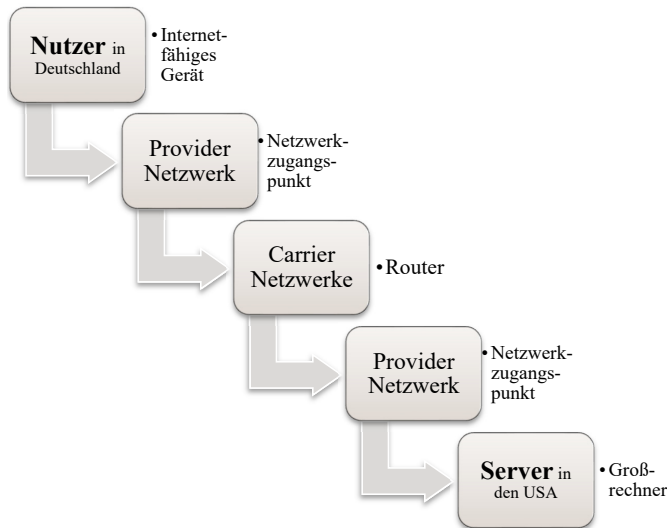 Nutzer in
Deutschland
• Internet-
fähiges
Gerät
Provider
Netzwerk
• Netzwerk-
zugangs-
punkt
Carrier
Netzwerke
• Router
Provider
Netzwerk
• Netzwerk-
zugangs-
punkt
Server in
den USA
• Groß-
rechner